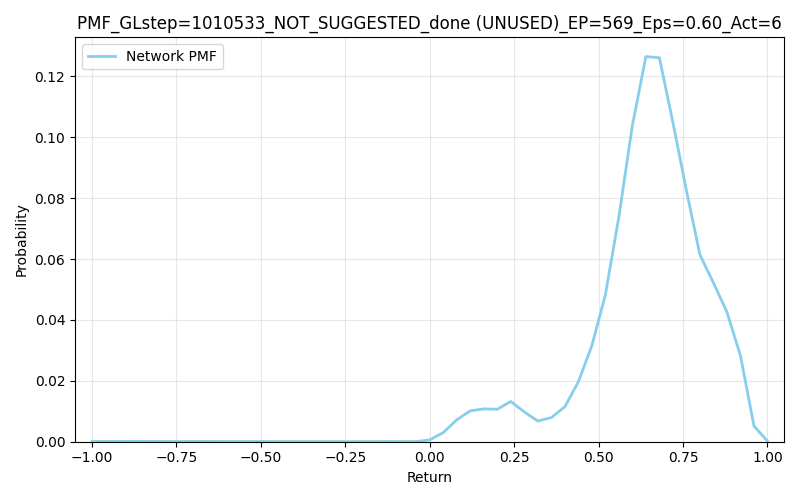 PMF_GLstep=1010533_NOT_SUGGESTED_done (UNUSED)_EP=569_Eps=0.60_Act=6
Network PMF
0.12
0.10
0.08
0.06
0.04
0.02
0.00
Probability
−1.00 −0.75 −0.50 −0.25 0.00 0.25 0.50 0.75 1.00
Return